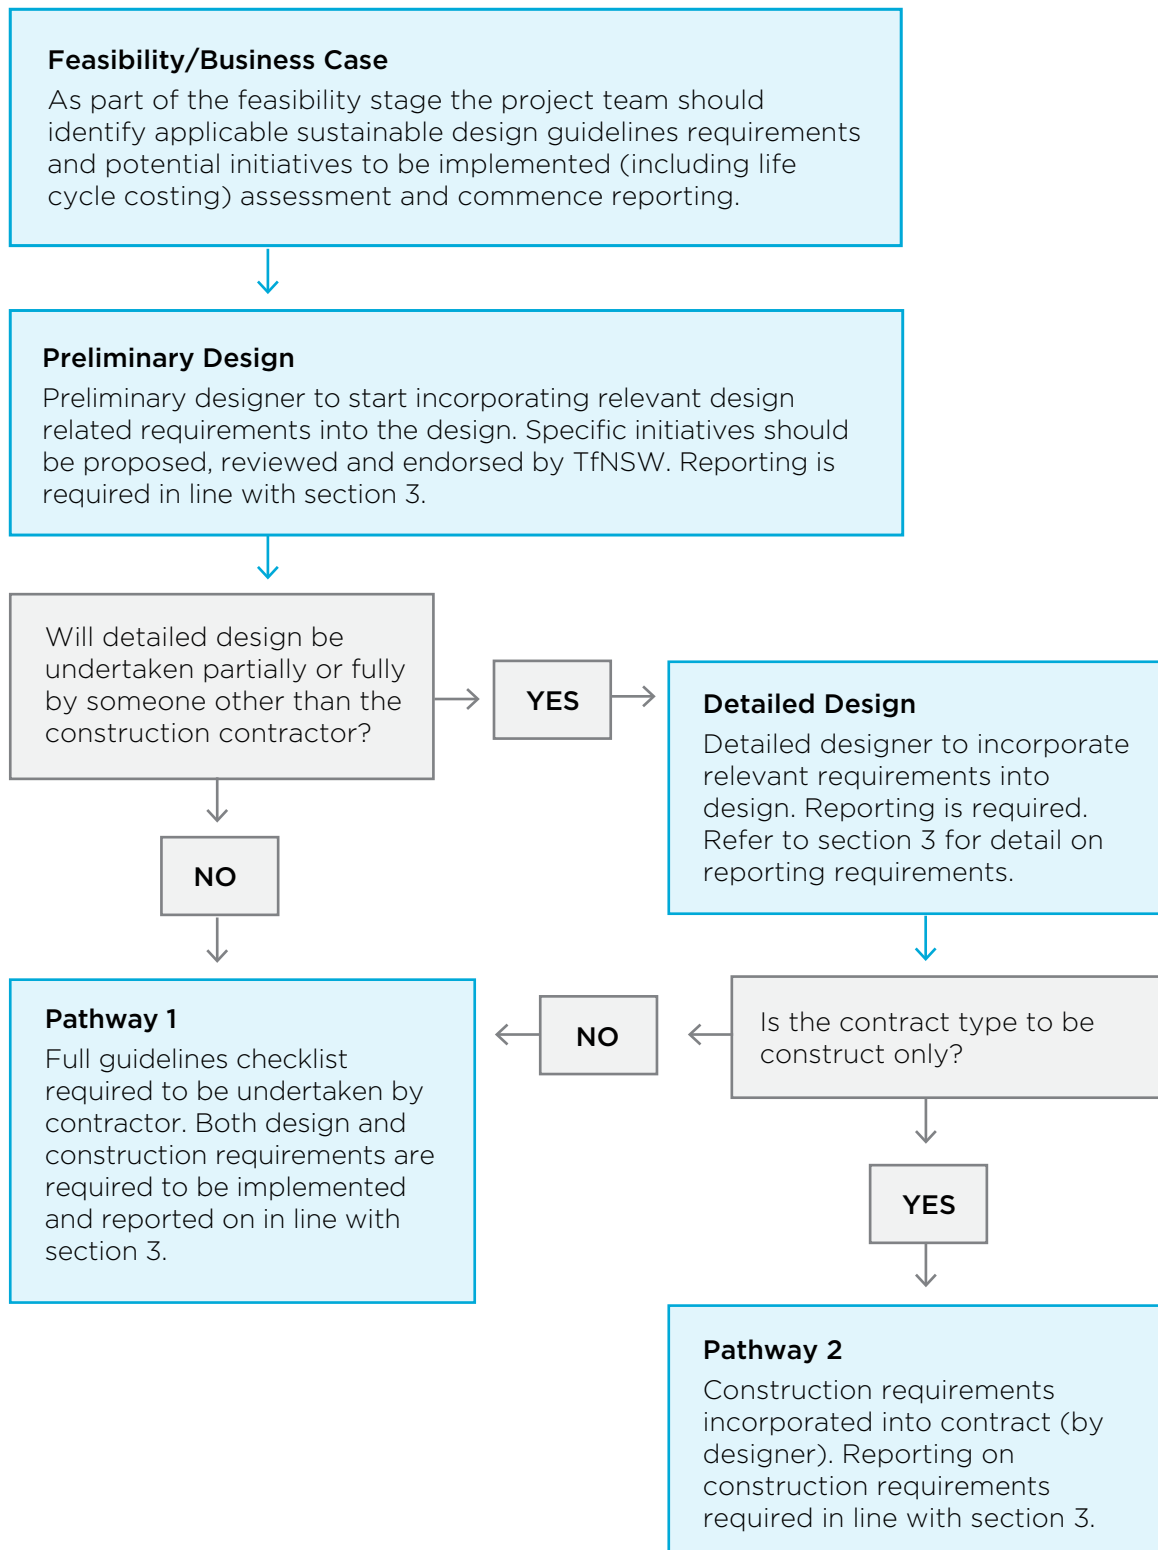 Feasibility/Business Case
As part of the feasibility stage the project team should
identify applicable sustainable design guidelines requirements
and potential initiatives to be implemented (including life
cycle costing) assessment and commence reporting.
Preliminary Design
Preliminary designer to start incorporating relevant design
related requirements into the design. Specific initiatives should
be proposed, reviewed and endorsed by TfNSW. Reporting is
required in line with section 3.
Will detailed design be
undertaken partially or fully
by someone other than the
construction contractor?
YES
Detailed Design
Detailed designer to incorporate
relevant requirements into
design. Reporting is required.
Refer to section 3 for detail on
reporting requirements.
NO
Pathway 1
Full guidelines checklist
required to be undertaken by
contractor. Both design and
construction requirements are
required to be implemented
and reported on in line with
section 3.
NO
Is the contract type to be
construct only?
YES
Pathway 2
Construction requirements
incorporated into contract (by
designer). Reporting on
construction requirements
required in line with section 3.